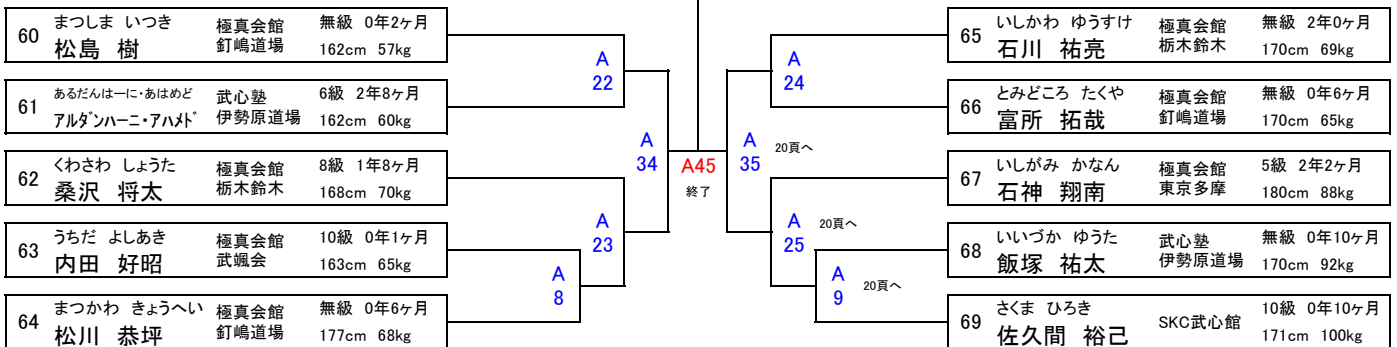 60
まつしま いつき
松島 樹
極真会館
釘嶋道場
無級 0年2ヶ月
162cm 57kg
61
あるだんはーに・あはめど
アルダンハーニ・アハメド
武心塾
伊勢原道場
6級 2年8ヶ月
162cm 60kg
62
くわさわ しょうた
桑沢 将太
極真会館
栃木鈴木
8級 1年8ヶ月
168cm 70kg
63
うちだ よしあき
内田 好昭
極真会館
武颯会
10級 0年1ヶ月
163cm 65kg
64
まつかわ きょうへい
松川 恭坪
極真会館
釘嶋道場
無級 0年6ヶ月
177cm 68kg
A
22
A
23
A
8
A
34
A45
終了
A
35
20頁へ
A
24
A
25
20頁へ
A
9
20頁へ
65
いしかわ ゆうすけ
石川 祐亮
極真会館
栃木鈴木
無級 2年0ヶ月
170cm 69kg
66
とみどころ たくや
富所 拓哉
極真会館
釘嶋道場
無級 0年6ヶ月
170cm 65kg
67
いしがみ かなん
石神 翔南
極真会館
東京多摩
5級 2年2ヶ月
180cm 88kg
68
いいづか ゆうた
飯塚 祐太
武心塾
伊勢原道場
無級 0年10ヶ月
170cm 92kg
69
さくま ひろき
佐久間 裕己
SKC武心館
10級 0年10ヶ月
171cm 100kg